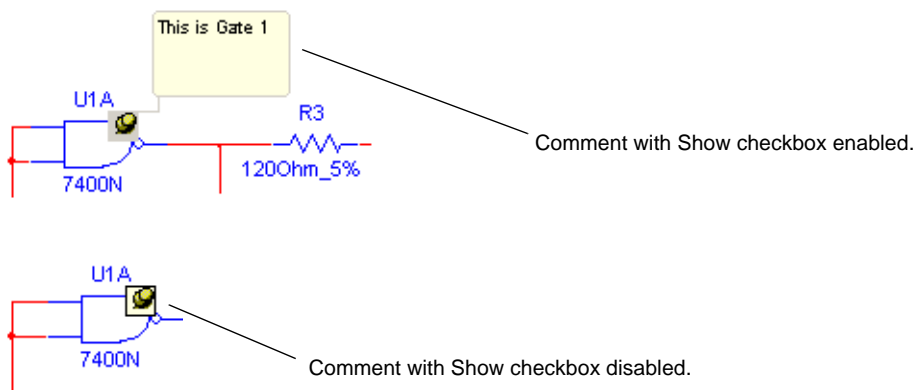 This is Gate 1
U1A
R3
Comment with Show checkbox enabled.
120Ohm_5%
7400N
U1A
7400N
Comment with Show checkbox disabled.